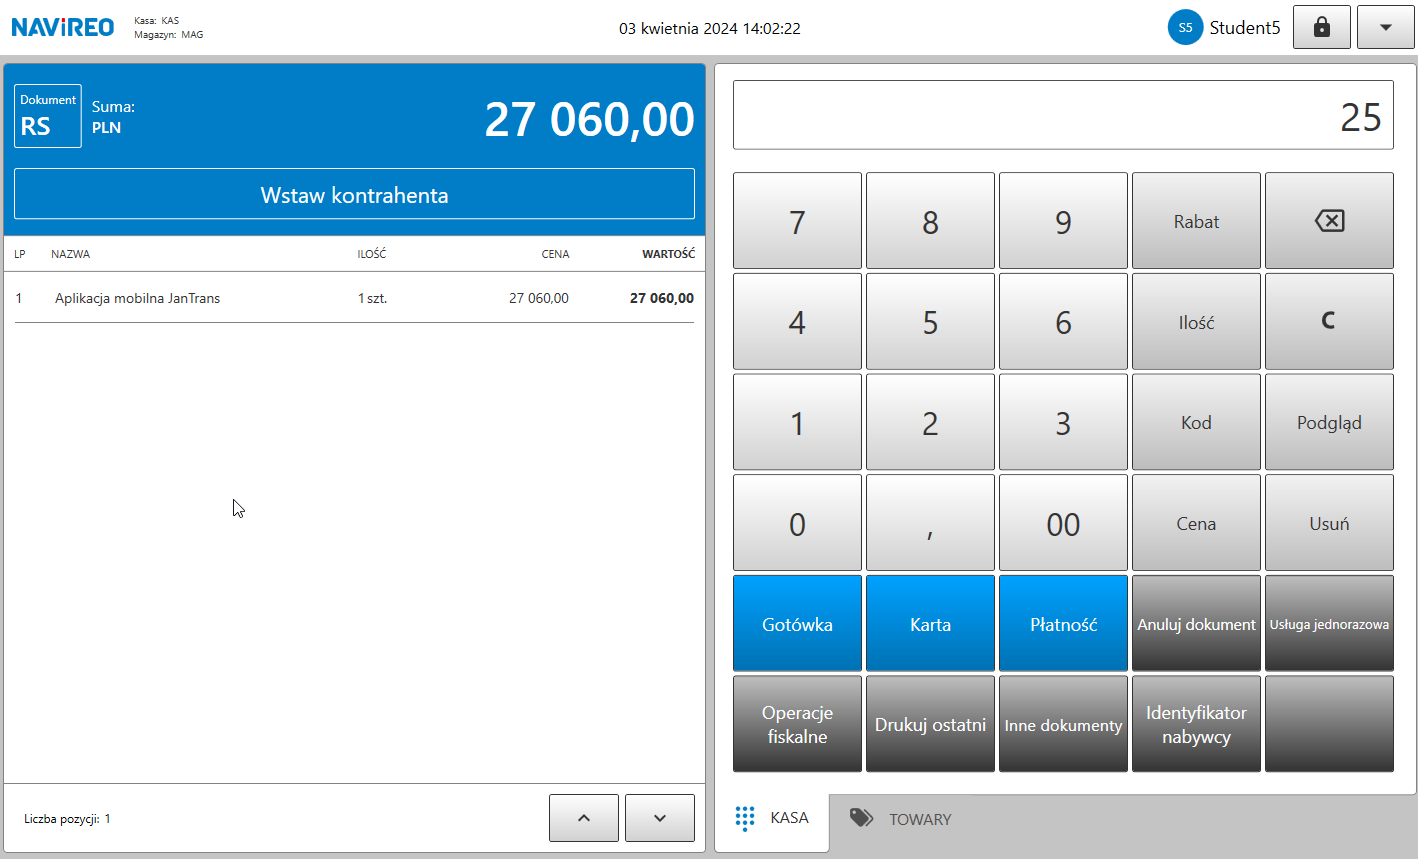 NAViREO
Kasa: KAS
Magazyn: MAG
03 kwietnia 2024 14:02:22
S5 Student5
Dokument
RS
Suma:
PLN
27 060,00
Wstaw kontrahenta
LP NAZWA ILOŚĆ CENA WARTOŚĆ
1 Aplikacja mobilna JanTrans 1 szt. 27 060,00 27 060,00
Liczba pozycji: 1
25
7 8 9 Rabat
4 5 6 Ilość C
1 2 3 Kod Podgląd
0 , 00 Cena Usuń
Gotówka Karta Płatność Anuluj dokument Usługa jednorazowa
Operacje
fiskalne
Drukuj ostatni
Inne dokumenty
Identyfikator
nabywcy
KASA TOWARY